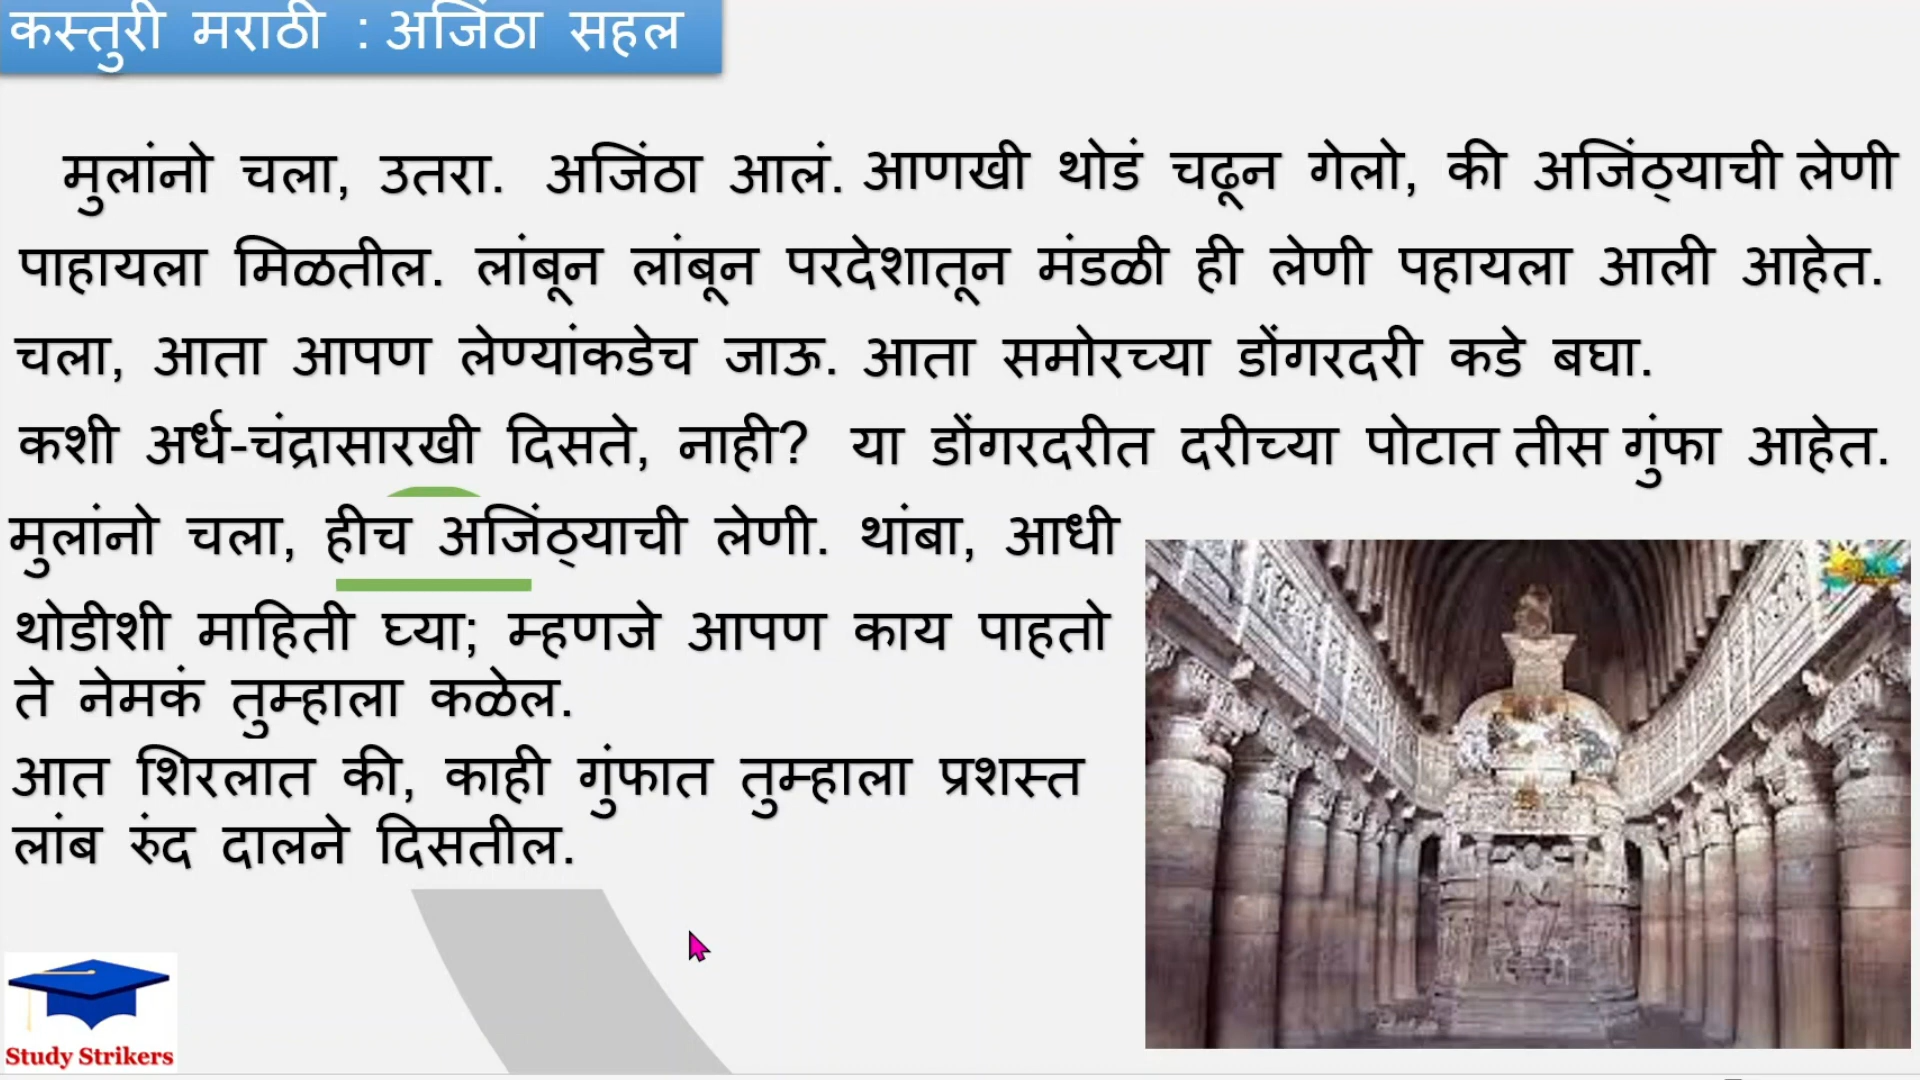 कस्तुरी मराठी : अजिंठा सहल
मुलांनो चला, उतरा. अजिंठा आलं. आणखी थोडं चढून गेलो, की अजिंठ्याची लेणी
पाहायला मिळतील. लांबून लांबून परदेशातून मंडळी ही लेणी पहायला आली आहेत.
चला, आता आपण लेण्यांकडेच जाऊ. आता समोरच्या डोंगरदरी कडे बघा.
कशी अर्ध-चंद्रासारखी दिसते, नाही? या डोंगरदरीत दरीच्या पोटात तीस गुंफा आहेत.
मुलांनो चला, हीच अजिंठ्याची लेणी. थांबा, आधी
थोडीशी माहिती घ्या; म्हणजे आपण काय पाहतो
ते नेमकं तुम्हाला कळेल.
आत शिरलात की, काही गुंफात तुम्हाला प्रशस्त
लांब रुंद दालने दिसतील.
Study Strikers